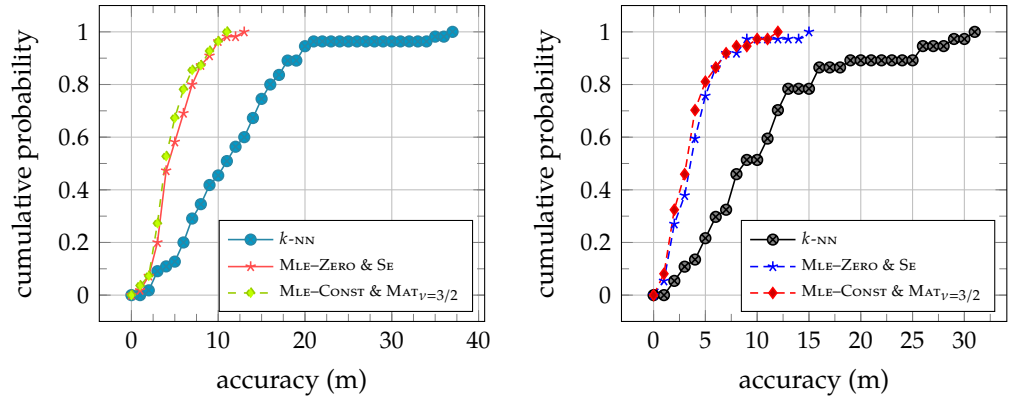 cumulative probability
1
0.8
0.6
0.4
0.2
0
k-NN
MLE–ZERO & SE
MLE–CONST & MATν=3/2
0 10 20 30 40
accuracy (m)
cumulative probability
1
0.8
0.6
0.4
0.2
0
k-NN
MLE–ZERO & SE
MLE–CONST & MATν=3/2
0 5 10 15 20 25 30
accuracy (m)